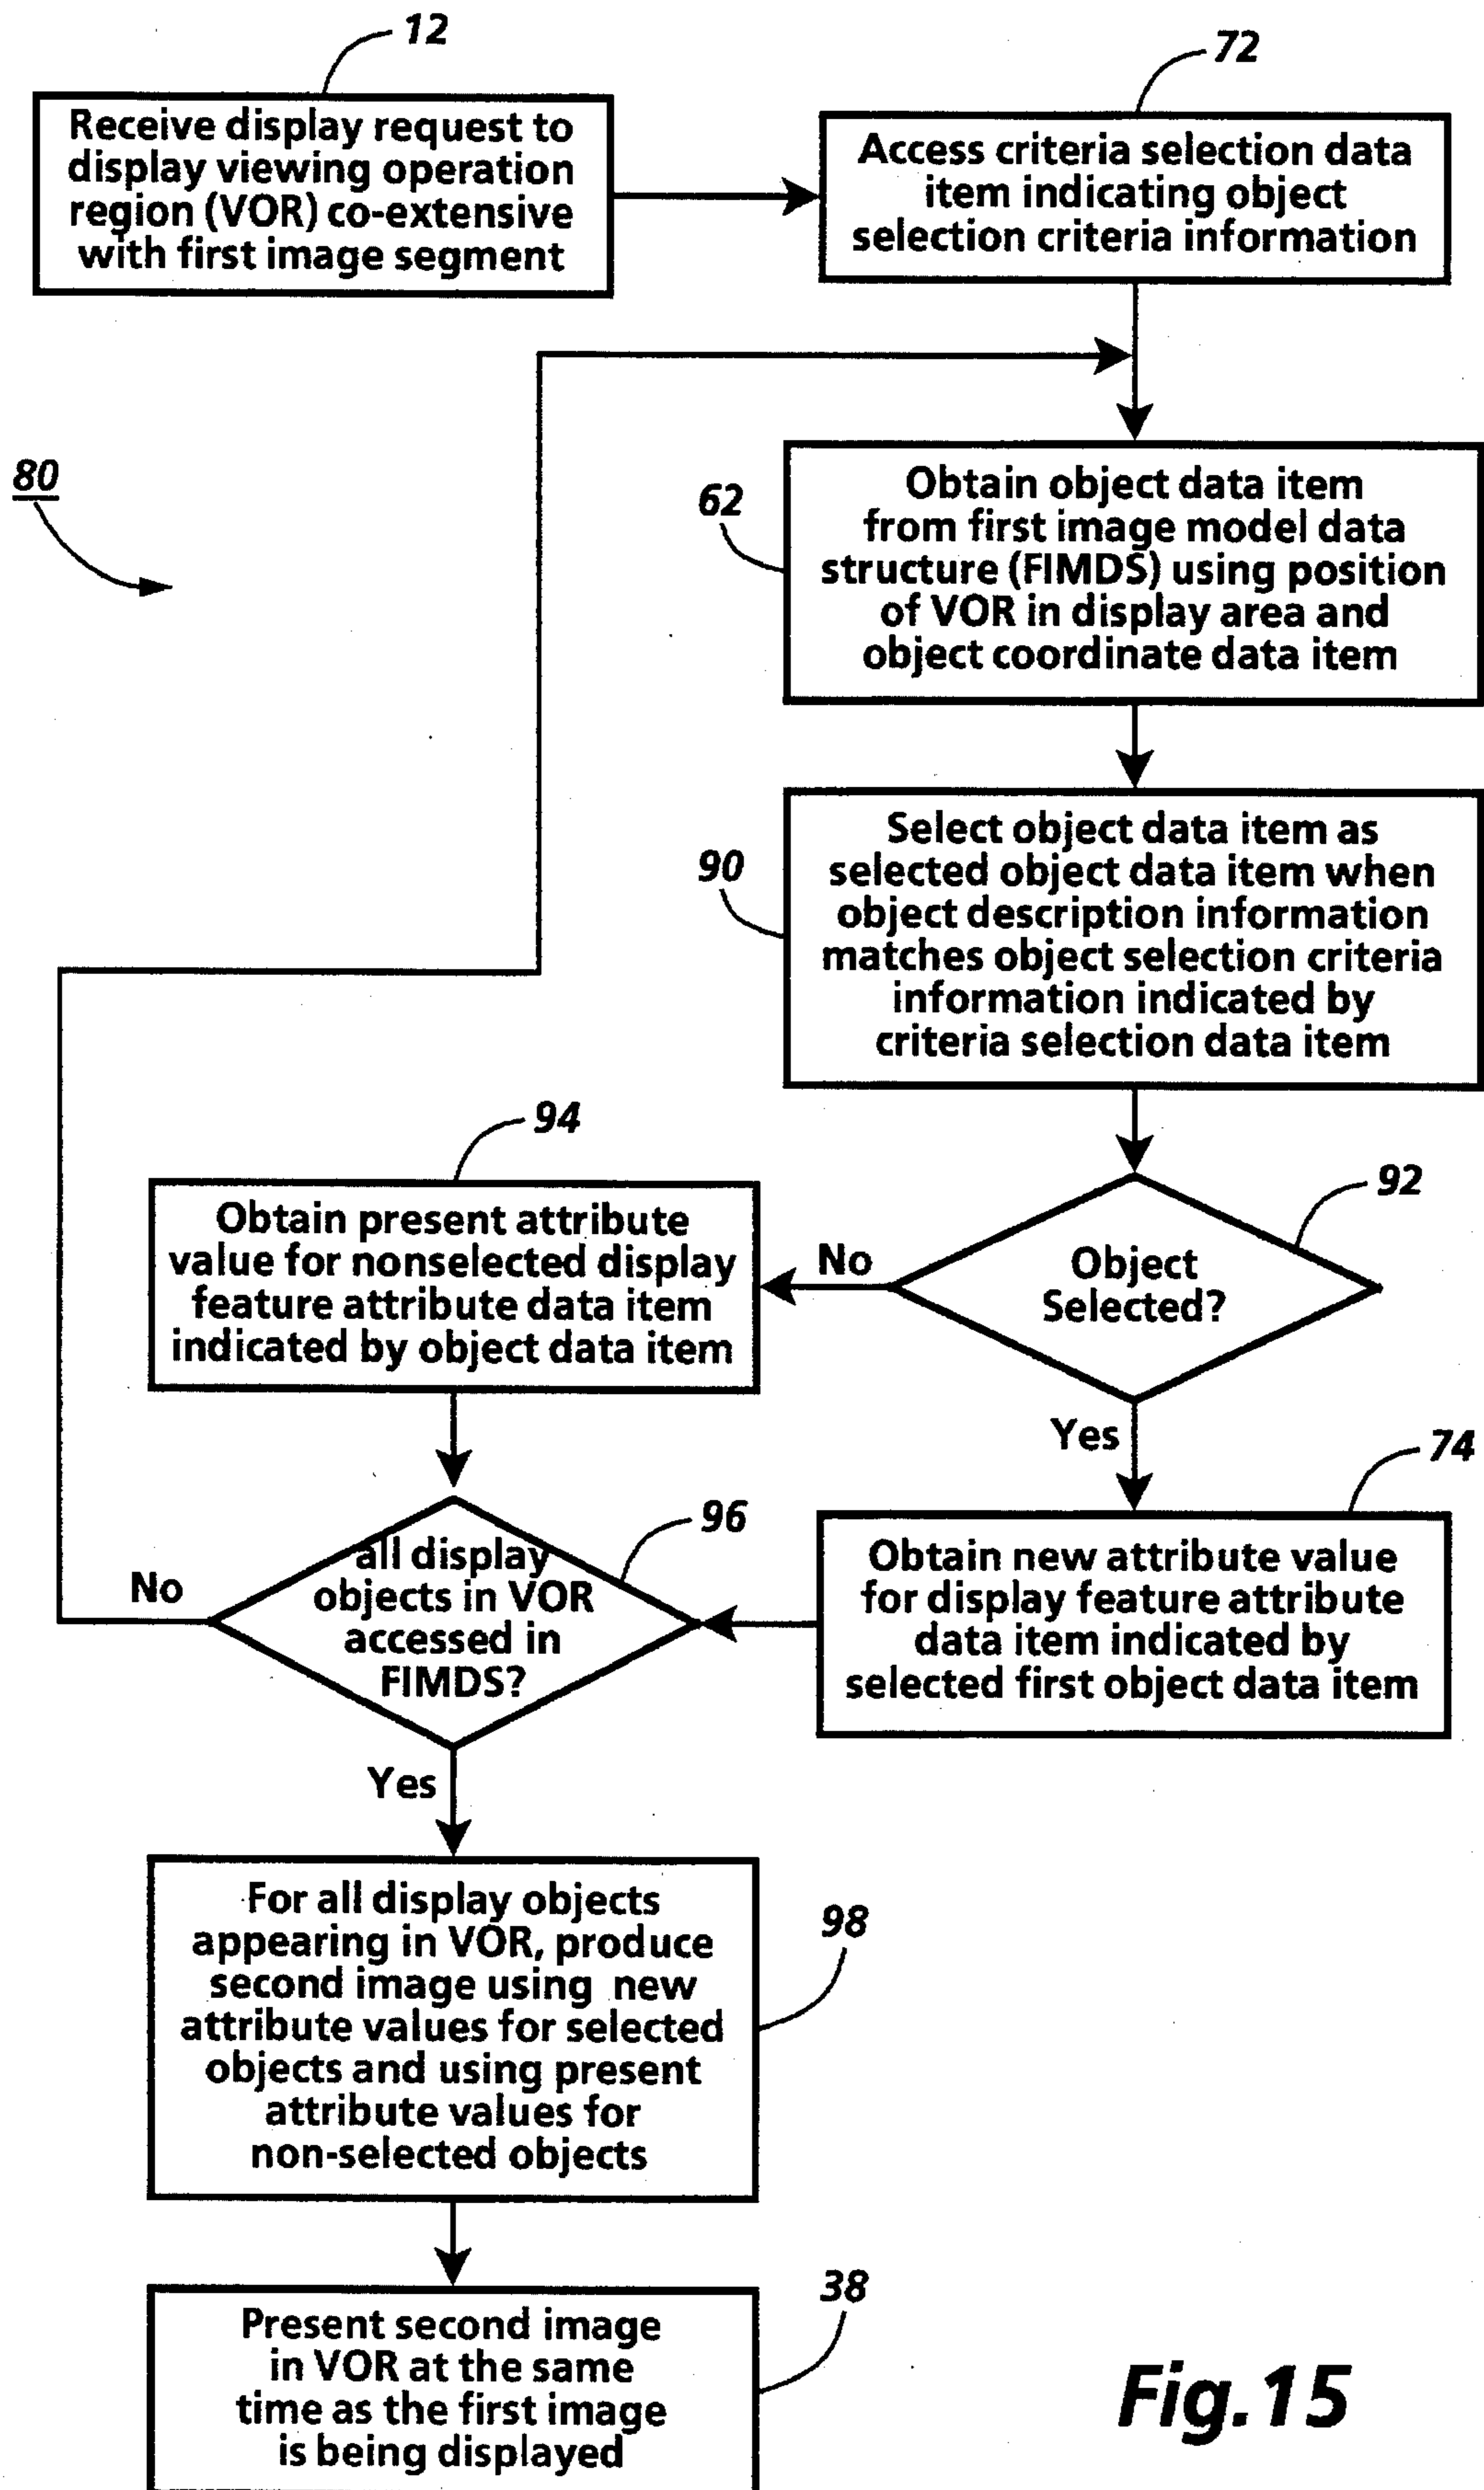 12
Receive display request to
display viewing operation
region (VOR) co-extensive
with first image segment
72
Access criteria selection data
item indicating object
selection criteria information
80
62
Obtain object data item
from first image model data
structure (FIMDS) using position
of VOR in display area and
object coordinate data item
90
Select object data item as
selected object data item when
object description information
matches object selection criteria
information indicated by
criteria selection data item
92
Object
Selected?
No
Yes
94
Obtain present attribute
value for nonselected display
feature attribute data item
indicated by object data item
74
Obtain new attribute value
for display feature attribute
data item indicated by
selected first object data item
96
all display
objects in VOR
accessed in
FIMDS?
No
Yes
98
For all display objects
appearing in VOR, produce
second image using new
attribute values for selected
objects and using present
attribute values for
non-selected objects
38
Present second image
in VOR at the same
time as the first image
is being displayed
Fig.15